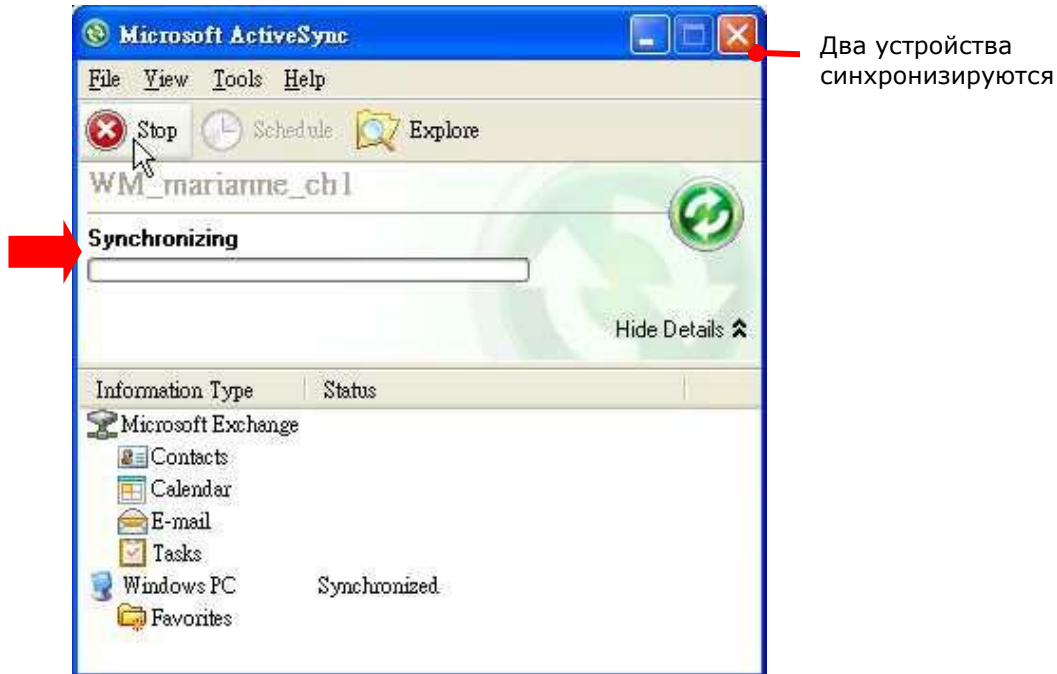 Microsoft ActiveSync
Два устройства
синхронизируются
File View Tools Help
Stop Schedule Explore
WM_marianne_ch1
Synchronizing
Hide Details
Information Type Status
Microsoft Exchange
Contacts
Calendar
E-mail
Tasks
Windows PC Synchronized
Favorites